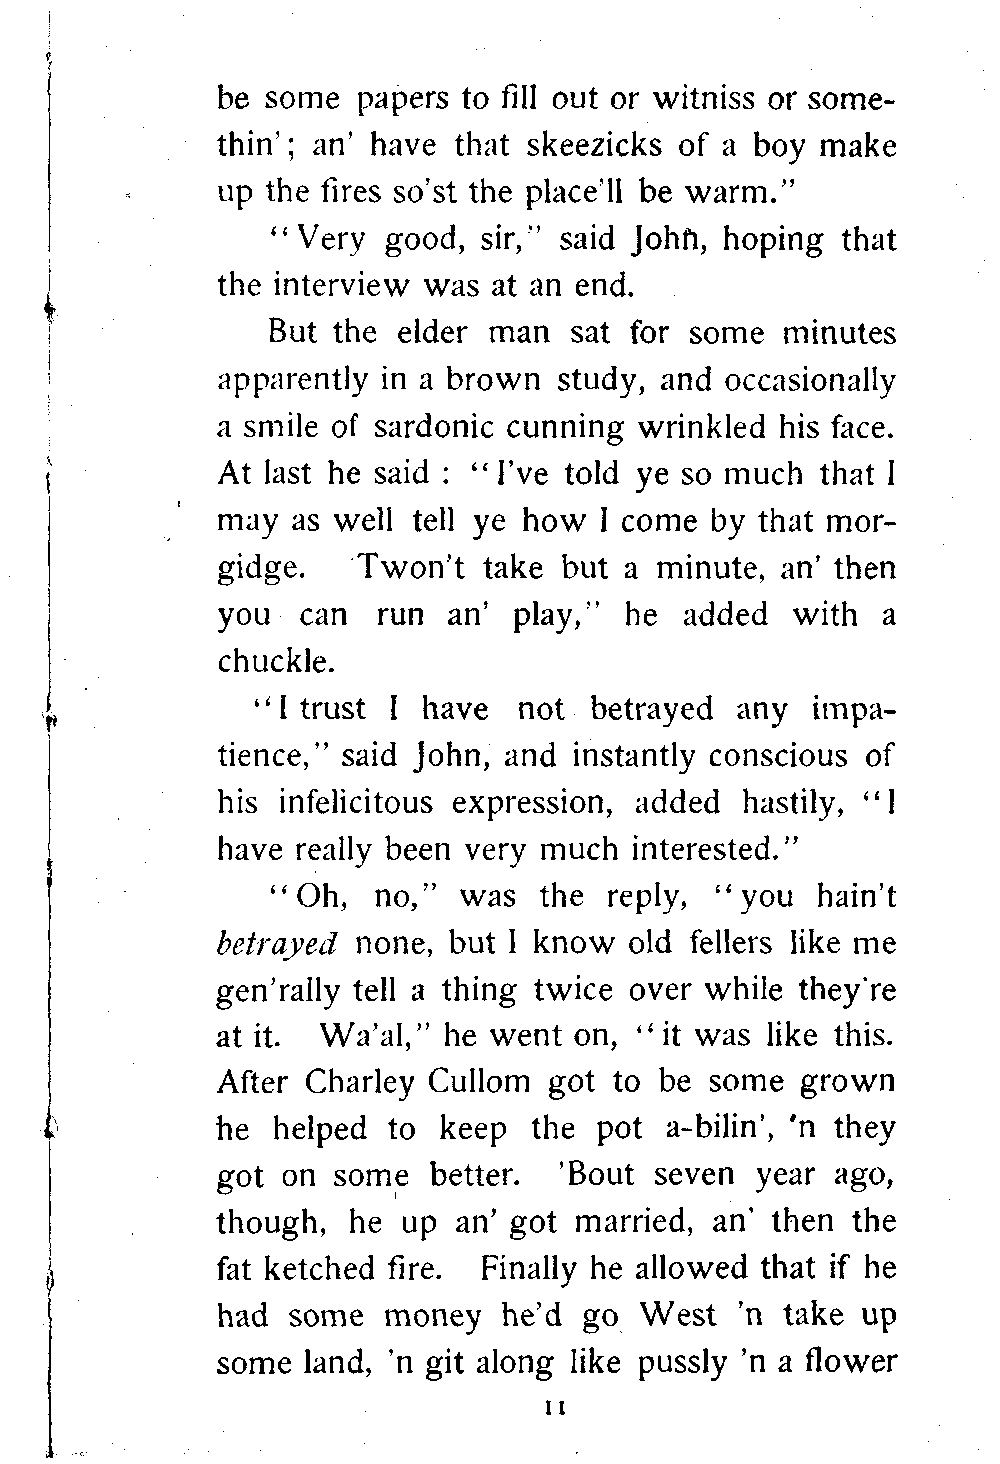 be some papers to fill out or witniss or some-
thin'; an' have that skeezicks of a boy make
up the fires so'st the place'll be warm."
"Very good, sir," said John, hoping that
the interview was at an end.
But the elder man sat for some minutes
apparently in a brown study, and occasionally
a smile of sardonic cunning wrinkled his face.
At last he said : "I've told ye so much that I
may as well tell ye how I come by that mor-
gidge. 'Twon't take but a minute, an' then
you can run an' play," he added with a
chuckle.
"I trust I have not betrayed any impa-
tience," said John, and instantly conscious of
his infelicitous expression, added hastily, "I
have really been very much interested."
"Oh, no," was the reply, "you hain't
betrayed none, but I know old fellers like me
gen'rally tell a thing twice over while they're
at it. Wa'al," he went on, "it was like this.
After Charley Cullom got to be some grown
he helped to keep the pot a-bilin', 'n they
got on some better. 'Bout seven year ago,
though, he up an' got married, an' then the
fat ketched fire. Finally he allowed that if he
had some money he'd go West 'n take up
some land, 'n git along like pussly 'n a flower
11